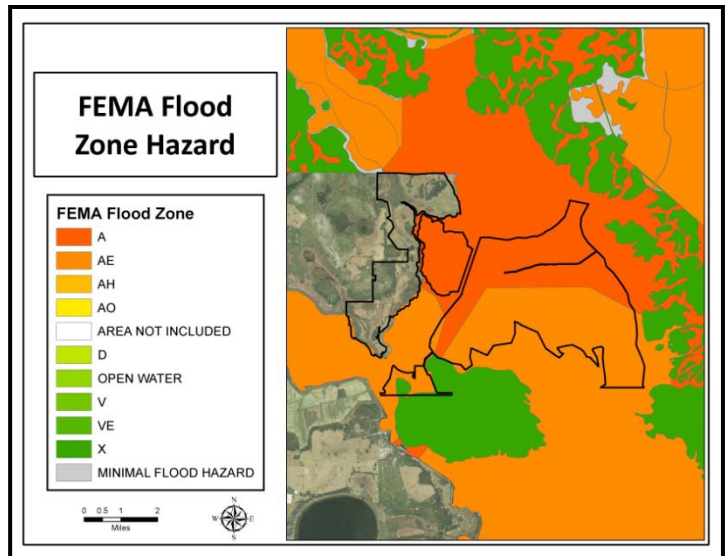 FEMA Flood
Zone Hazard
FEMA Flood Zone
A
AE
AH
AO
AREA NOT INCLUDED
D
OPEN WATER
V
VE
X
MINIMAL FLOOD HAZARD
0 0.5 1 2
Miles
N
W E
S